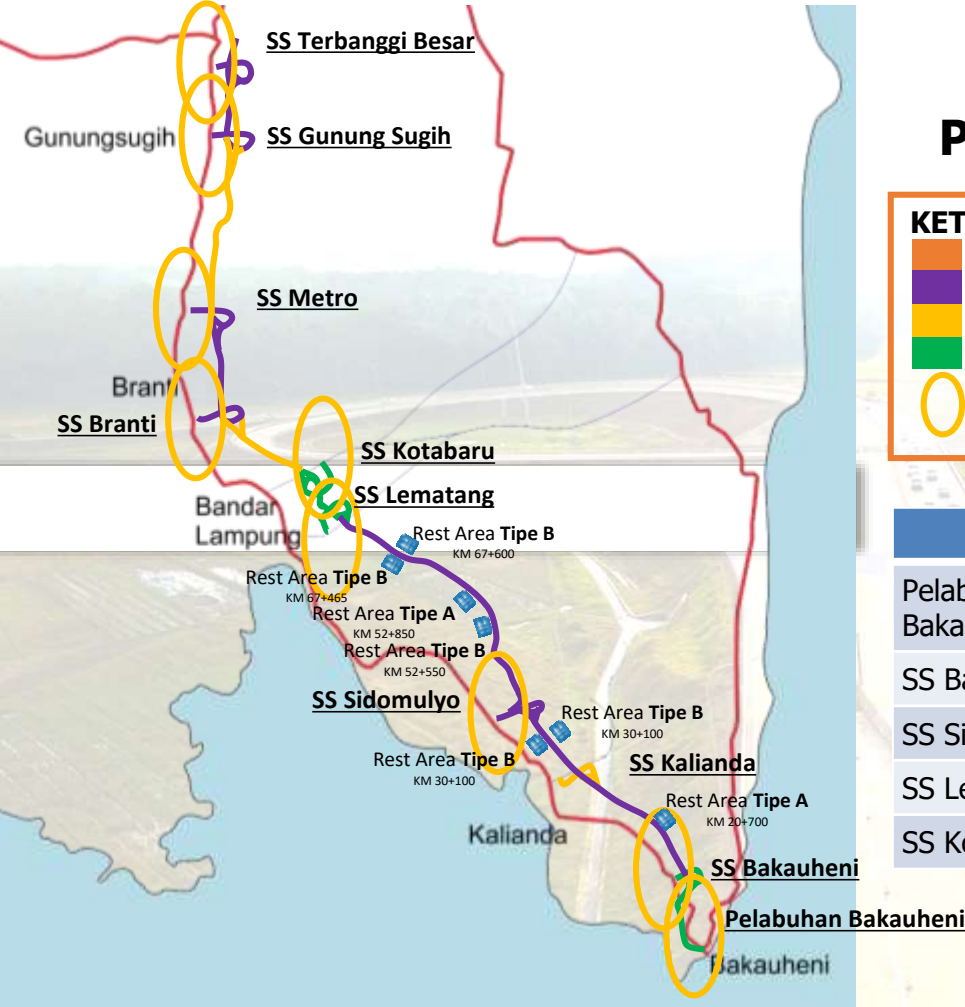 SS Terbanggi Besar
Gunungsugih
SS Gunung Sugih
SS Metro
Branti
SS Branti
SS Kotabaru
SS Lematang
Bandar
Lampung
Rest Area Tipe B
KM 67+600
Rest Area Tipe B
KM 67+465
Rest Area Tipe A
KM 52+850
Rest Area Tipe B
KM 52+550
SS Sidomulyo
Rest Area Tipe B
KM 30+100
Rest Area Tipe B
KM 30+100
SS Kalianda
Rest Area Tipe A
KM 20+700
Kalianda
SS Bakauheni
Pelabuhan Bakauheni
Bakauheni
P
KET
Pelab
Baka
SS Ba
SS Si
SS Le
SS Ko